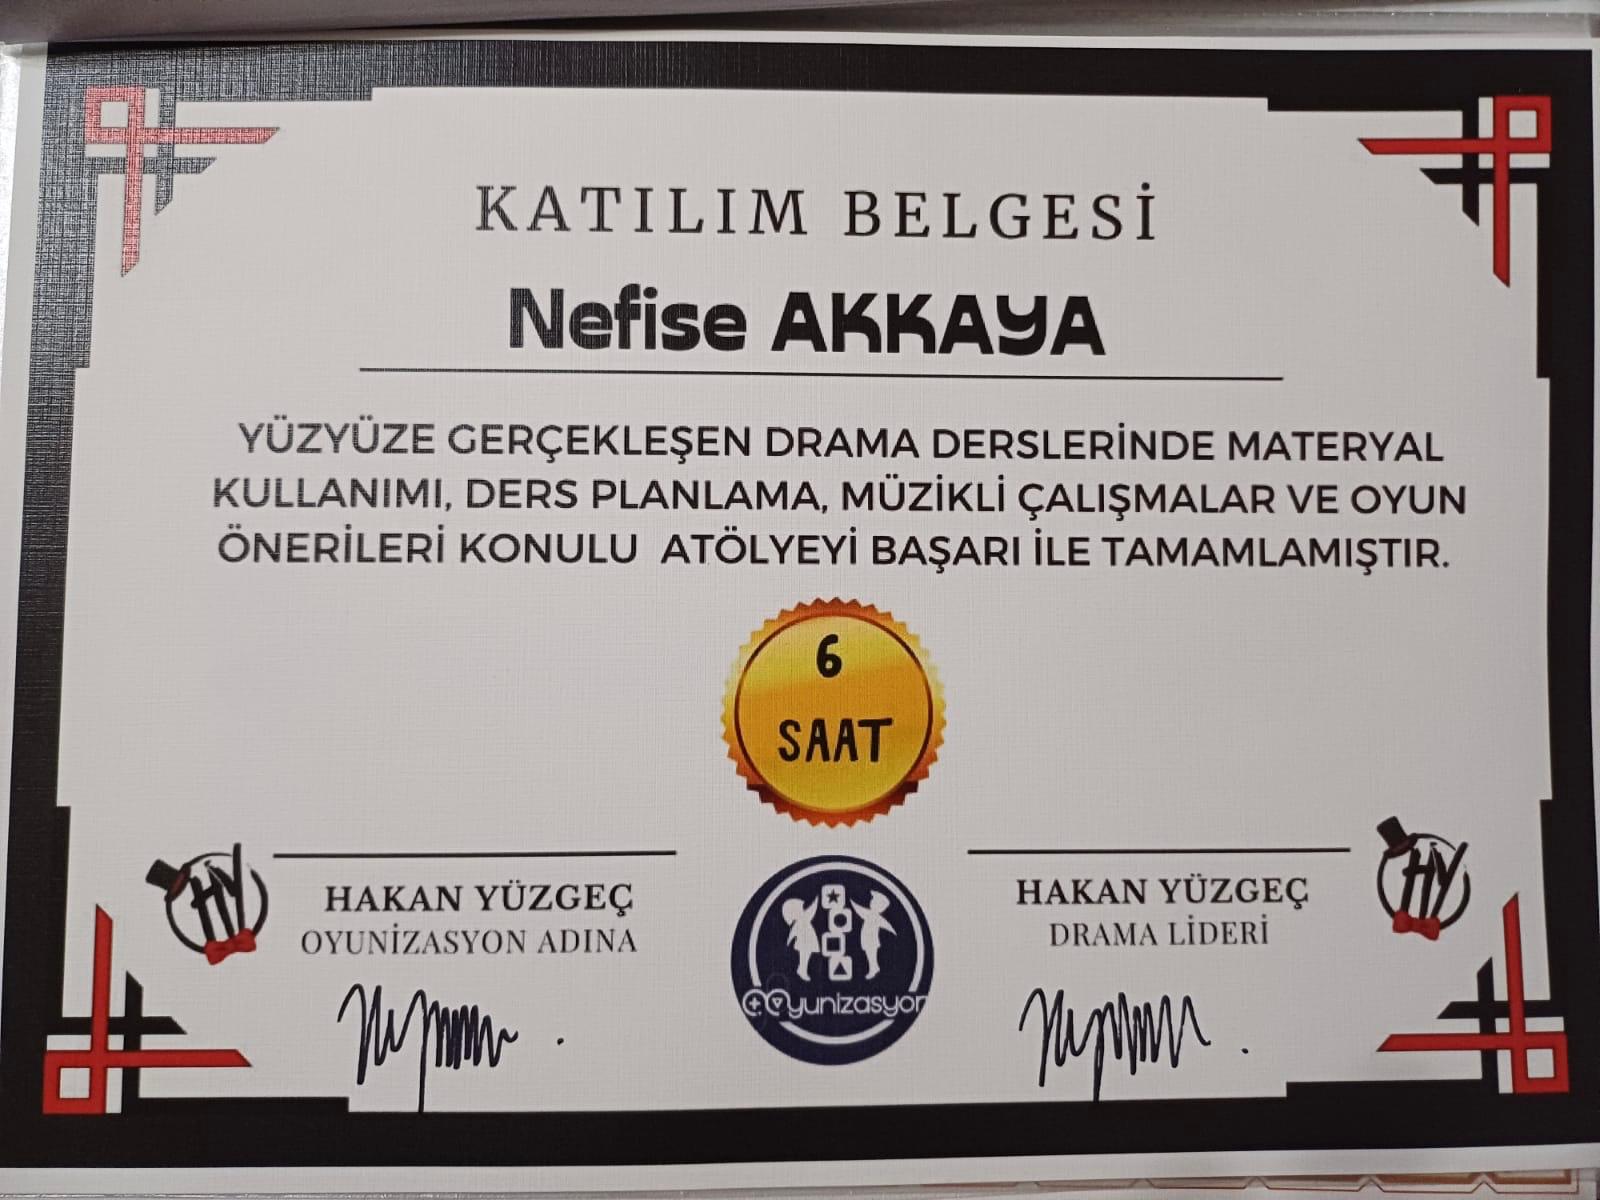 KATILIM BELGESİ
Nefise AKKAYA
YÜZYÜZE GERÇEKLEŞEN DRAMA DERSLERİNDE MATERYAL
KULLANIMI, DERS PLANLAMA, MÜZİKLİ ÇALIŞMALAR VE OYUN
ÖNERİLERİ KONULU ATÖLYEYİ BAŞARI İLE TAMAMLAMIŞTIR.
6
SAAT
HY
HAKAN YÜZGEÇ
OYUNİZASYON ADINA
Oyunizasyon
HAKAN YÜZGEÇ
DRAMA LİDERİ
HY